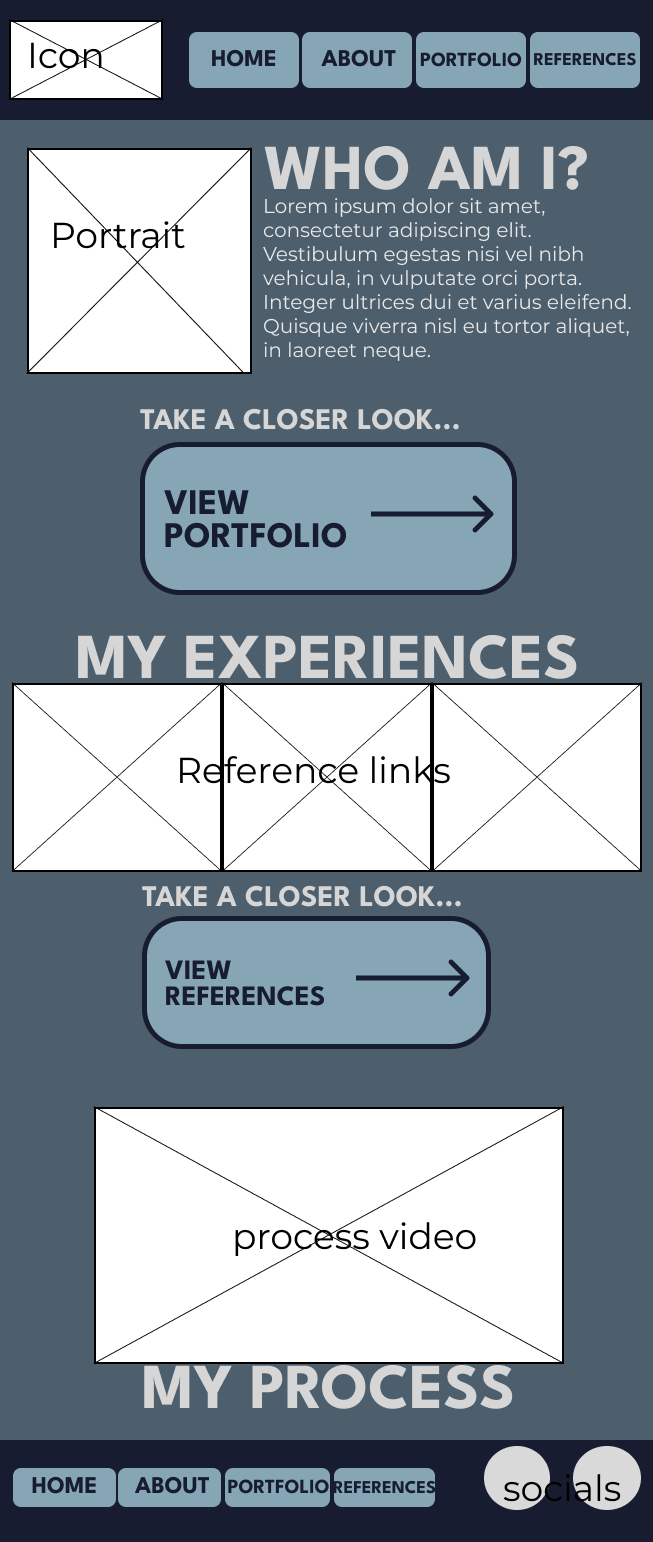 Icon
HOME
ABOUT
PORTFOLIO
REFERENCES
Portrait
WHO AM I?
Lorem ipsum dolor sit amet,
consectetur adipiscing elit.
Vestibulum egestas nisi vel nibh
vehicula, in vulputate orci porta.
Integer ultrices dui et varius eleifend.
Quisque viverra nisl eu tortor aliquet,
in laoreet neque.
TAKE A CLOSER LOOK...
VIEW
PORTFOLIO
MY EXPERIENCES
Reference links
TAKE A CLOSER LOOK...
VIEW
REFERENCES
process video
MY PROCESS
HOME
ABOUT
PORTFOLIO
REFERENCES
socials